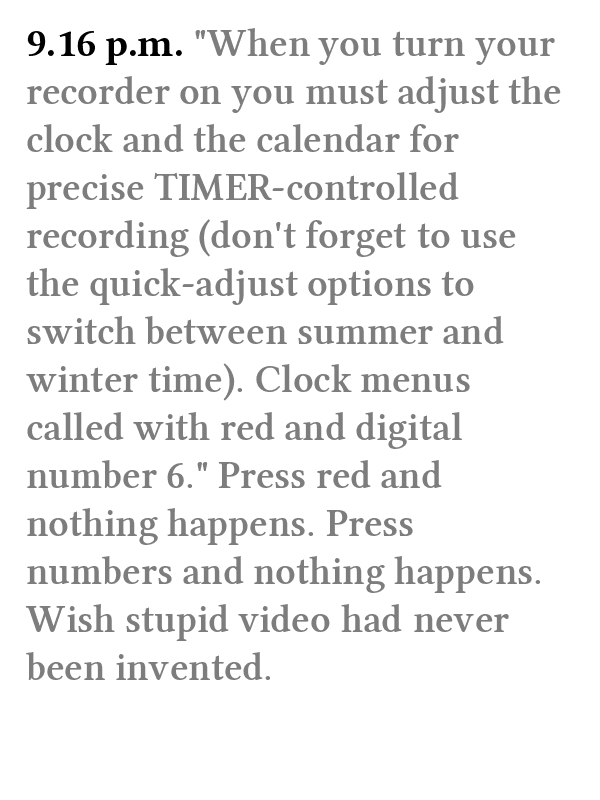 9.16 p.m. "When you turn your
recorder on you must adjust the
clock and the calendar for
precise TIMER-controlled
recording (don't forget to use
the quick-adjust options to
switch between summer and
winter time). Clock menus
called with red and digital
number 6." Press red and
nothing happens. Press
numbers and nothing happens.
Wish stupid video had never
been invented.